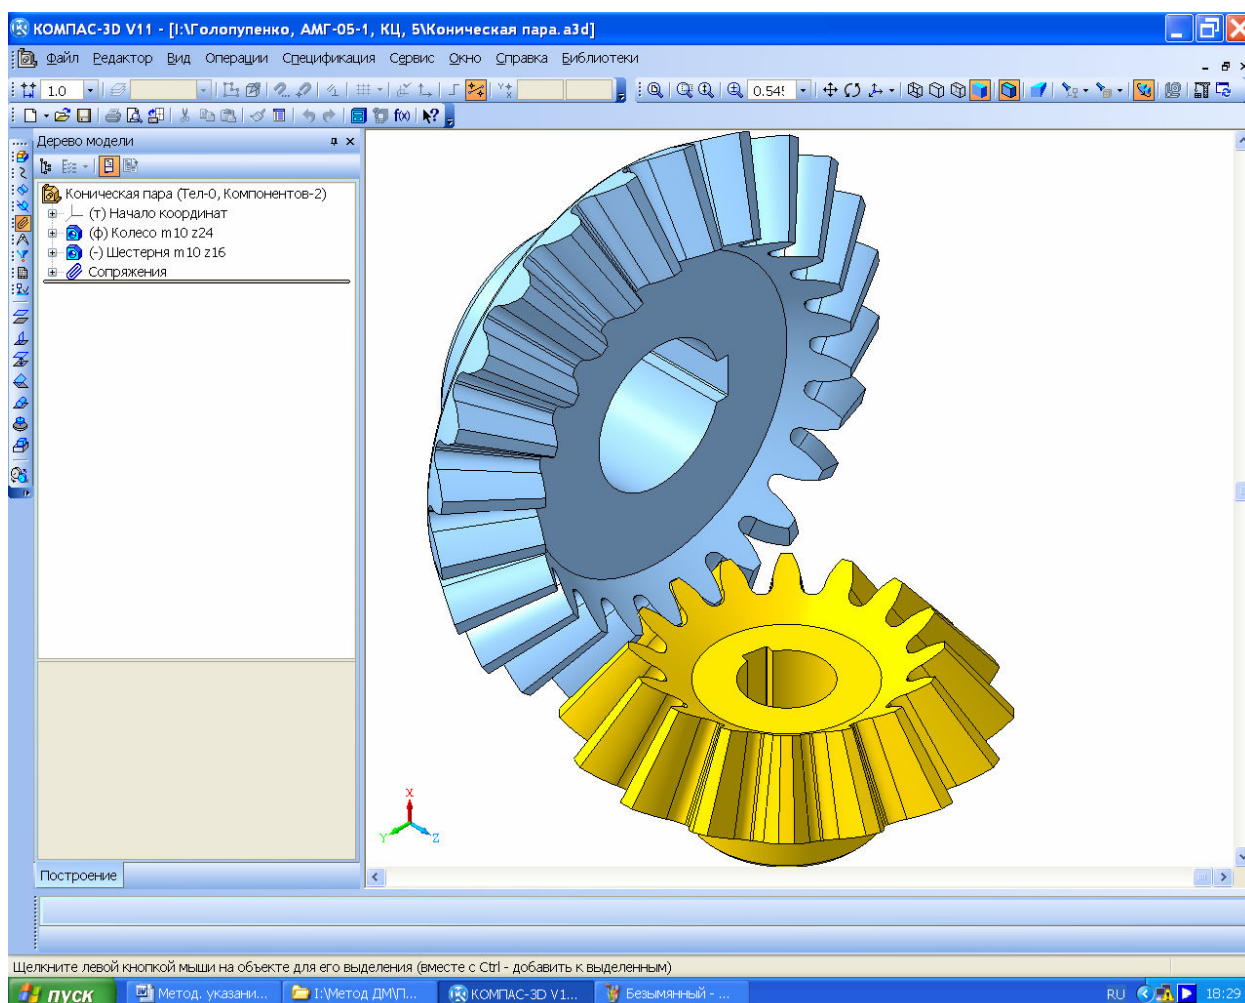 КОМПАС-3D V11 - [I:\Голопупенко, АМГ-05-1, КЦ, 5\Коническая пара.a3d]
Файл Редактор Вид Операции Спецификация Сервис Окно Справка Библиотеки
1.0 0.54!
f(x)
Дерево модели
Коническая пара (Тел-0, Компонентов-2)
(т) Начало координат
(ф) Колесо m10 z24
(-) Шестерня m10 z16
Сопряжения
X
Y
Z
Построение
Щелкните левой кнопкой мыши на объекте для его выделения (вместе с Ctrl - добавить к выделенным)
пуск Метод. указани... I:\Метод ДМ\П... КОМПАС-3D V1... Безымянный - ... RU 18:29